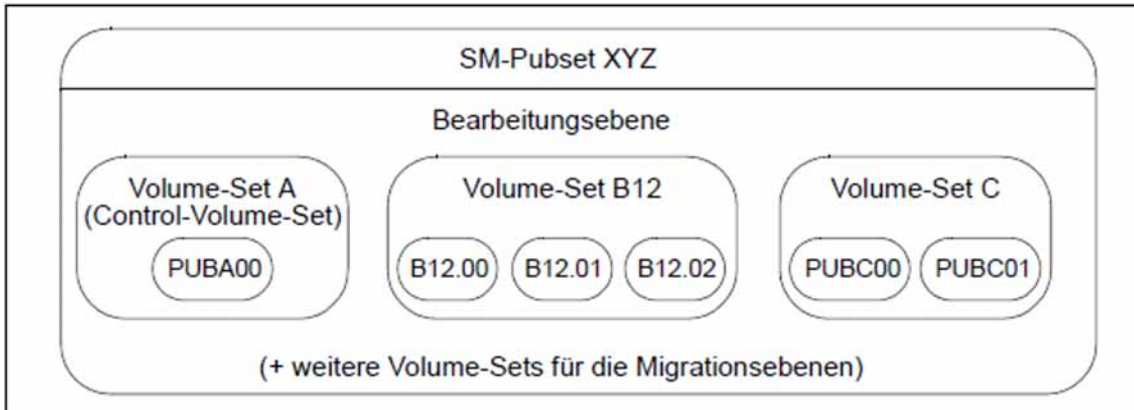 SM-Pubset XYZ
Bearbeitungsebene
Volume-Set A
(Control-Volume-Set)
PUBA00
Volume-Set B12
B12.00 B12.01 B12.02
Volume-Set C
PUBC00 PUBC01
(+ weitere Volume-Sets für die Migrationsebenen)